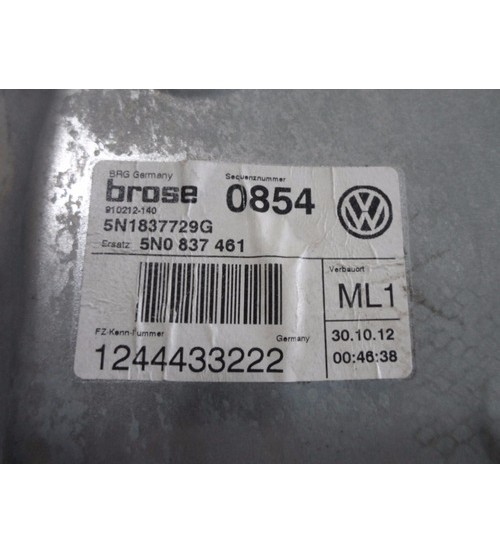 BRG Germany
Sequenznummer
brose 0854
910212-140
5N1837729G
Ersatz 5N0 837 461
Verbauort
ML1
FZ-Kenn-Nummer Germany
1244433222
30.10.12
00:46:38